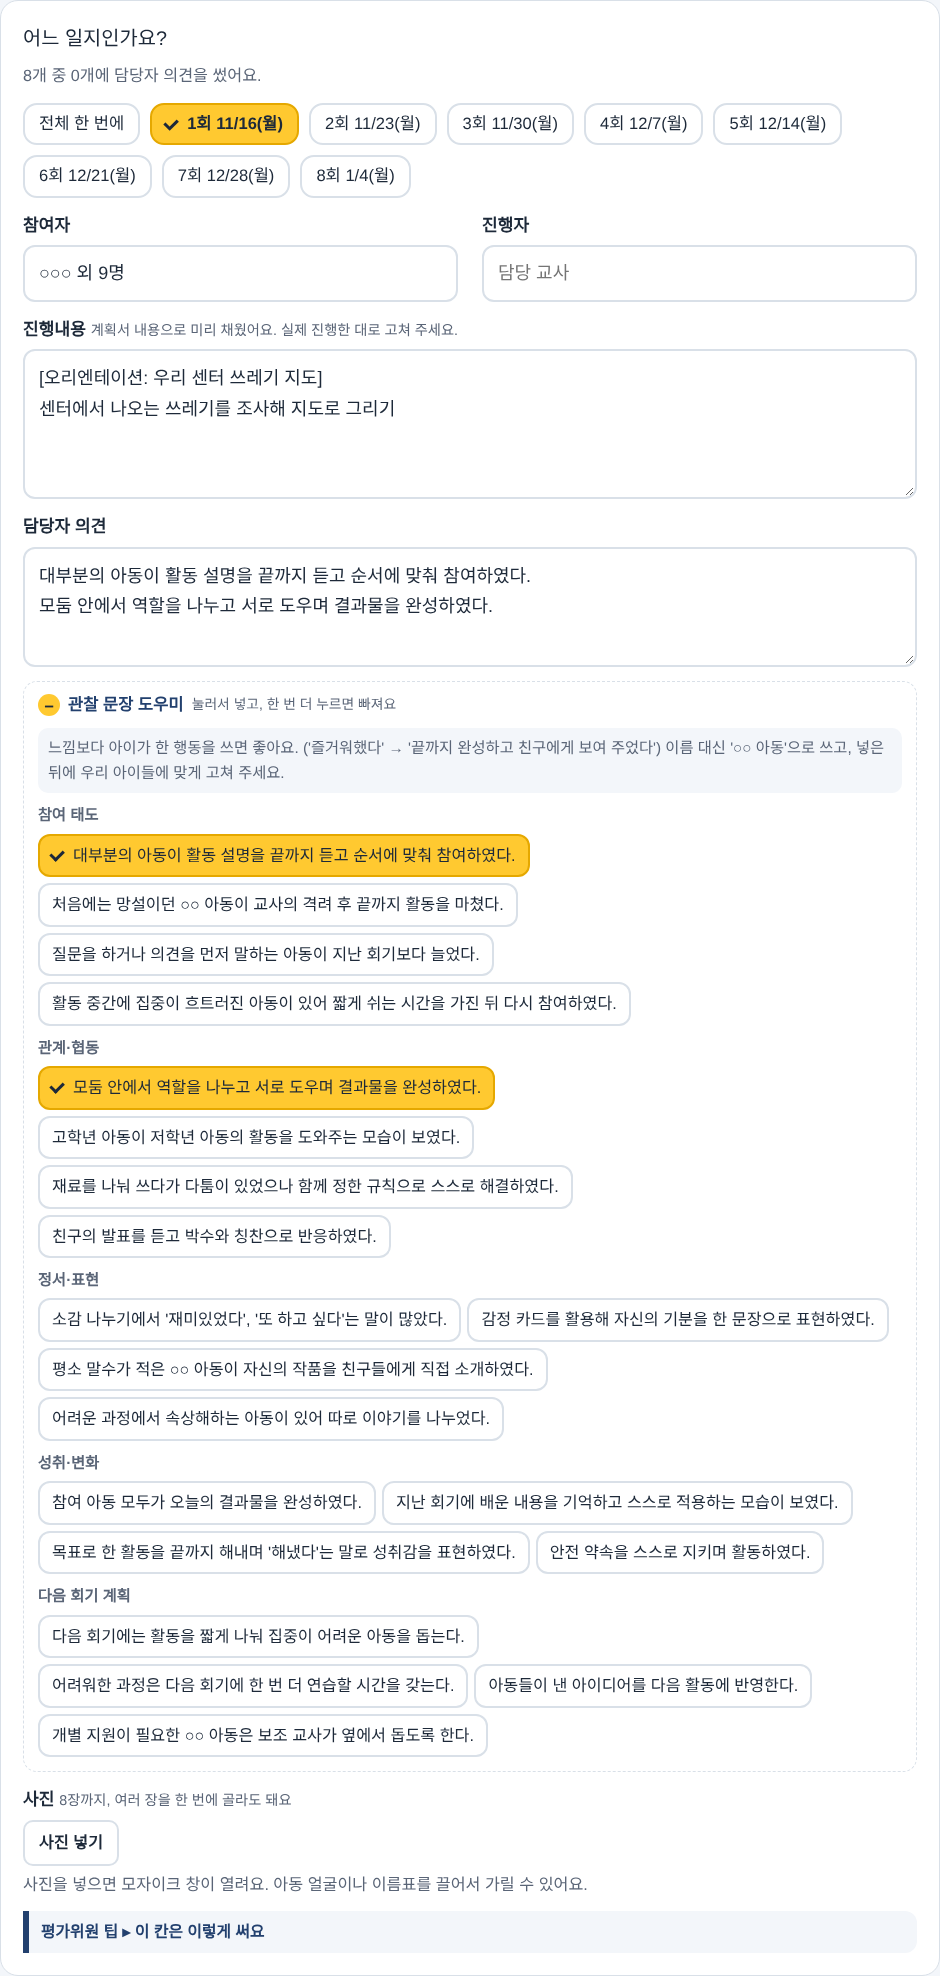 어느 일지인가요?
8개 중 0개에 담당자 의견을 썼어요.
전체 한 번에
1회 11/16(월)
2회 11/23(월)
3회 11/30(월)
4회 12/7(월)
5회 12/14(월)
6회 12/21(월)
7회 12/28(월)
8회 1/4(월)
참여자
진행자
○○○ 외 9명
담당 교사
진행내용 계획서 내용으로 미리 채웠어요. 실제 진행한 대로 고쳐 주세요.
[오리엔테이션: 우리 센터 쓰레기 지도]
센터에서 나오는 쓰레기를 조사해 지도로 그리기
담당자 의견
대부분의 아동이 활동 설명을 끝까지 듣고 순서에 맞춰 참여하였다.
모둠 안에서 역할을 나누고 서로 도우며 결과물을 완성하였다.
관찰 문장 도우미 눌러서 넣고, 한 번 더 누르면 빠져요
느낌보다 아이가 한 행동을 쓰면 좋아요. ('즐거워했다' → '끝까지 완성하고 친구에게 보여 주었다') 이름 대신 '○○ 아동'으로 쓰고, 넣은
뒤에 우리 아이들에 맞게 고쳐 주세요.
참여 태도
대부분의 아동이 활동 설명을 끝까지 듣고 순서에 맞춰 참여하였다.
처음에는 망설이던 ○○ 아동이 교사의 격려 후 끝까지 활동을 마쳤다.
질문을 하거나 의견을 먼저 말하는 아동이 지난 회기보다 늘었다.
활동 중간에 집중이 흐트러진 아동이 있어 짧게 쉬는 시간을 가진 뒤 다시 참여하였다.
관계·협동
모둠 안에서 역할을 나누고 서로 도우며 결과물을 완성하였다.
고학년 아동이 저학년 아동의 활동을 도와주는 모습이 보였다.
재료를 나눠 쓰다가 다툼이 있었으나 함께 정한 규칙으로 스스로 해결하였다.
친구의 발표를 듣고 박수와 칭찬으로 반응하였다.
정서·표현
소감 나누기에서 '재미있었다', '또 하고 싶다'는 말이 많았다.
감정 카드를 활용해 자신의 기분을 한 문장으로 표현하였다.
평소 말수가 적은 ○○ 아동이 자신의 작품을 친구들에게 직접 소개하였다.
어려운 과정에서 속상해하는 아동이 있어 따로 이야기를 나누었다.
성취·변화
참여 아동 모두가 오늘의 결과물을 완성하였다.
지난 회기에 배운 내용을 기억하고 스스로 적용하는 모습이 보였다.
목표로 한 활동을 끝까지 해내며 '해냈다'는 말로 성취감을 표현하였다.
안전 약속을 스스로 지키며 활동하였다.
다음 회기 계획
다음 회기에는 활동을 짧게 나눠 집중이 어려운 아동을 돕는다.
어려워한 과정은 다음 회기에 한 번 더 연습할 시간을 갖는다.
아동들이 낸 아이디어를 다음 활동에 반영한다.
개별 지원이 필요한 ○○ 아동은 보조 교사가 옆에서 돕도록 한다.
사진 8장까지, 여러 장을 한 번에 골라도 돼요
사진 넣기
사진을 넣으면 모자이크 창이 열려요. 아동 얼굴이나 이름표를 끌어서 가릴 수 있어요.
평가위원 팁 ▸ 이 칸은 이렇게 써요